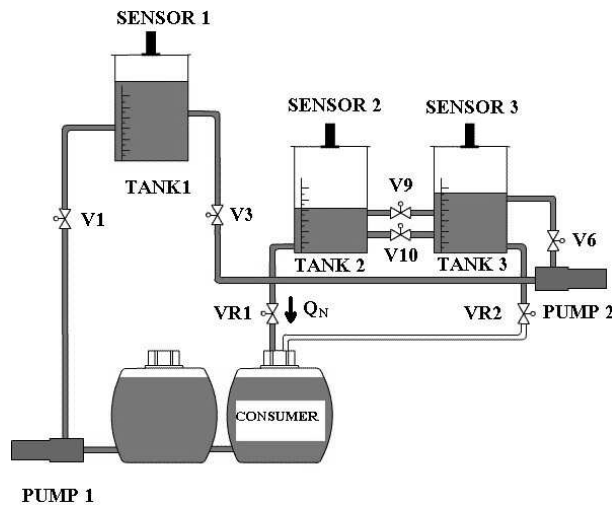 SENSOR 1
SENSOR 2
SENSOR 3
TANK1
V9
V1
V3
V10
V6
TANK 2
TANK 3
VR1
QN
VR2
PUMP 2
CONSUMER
PUMP 1